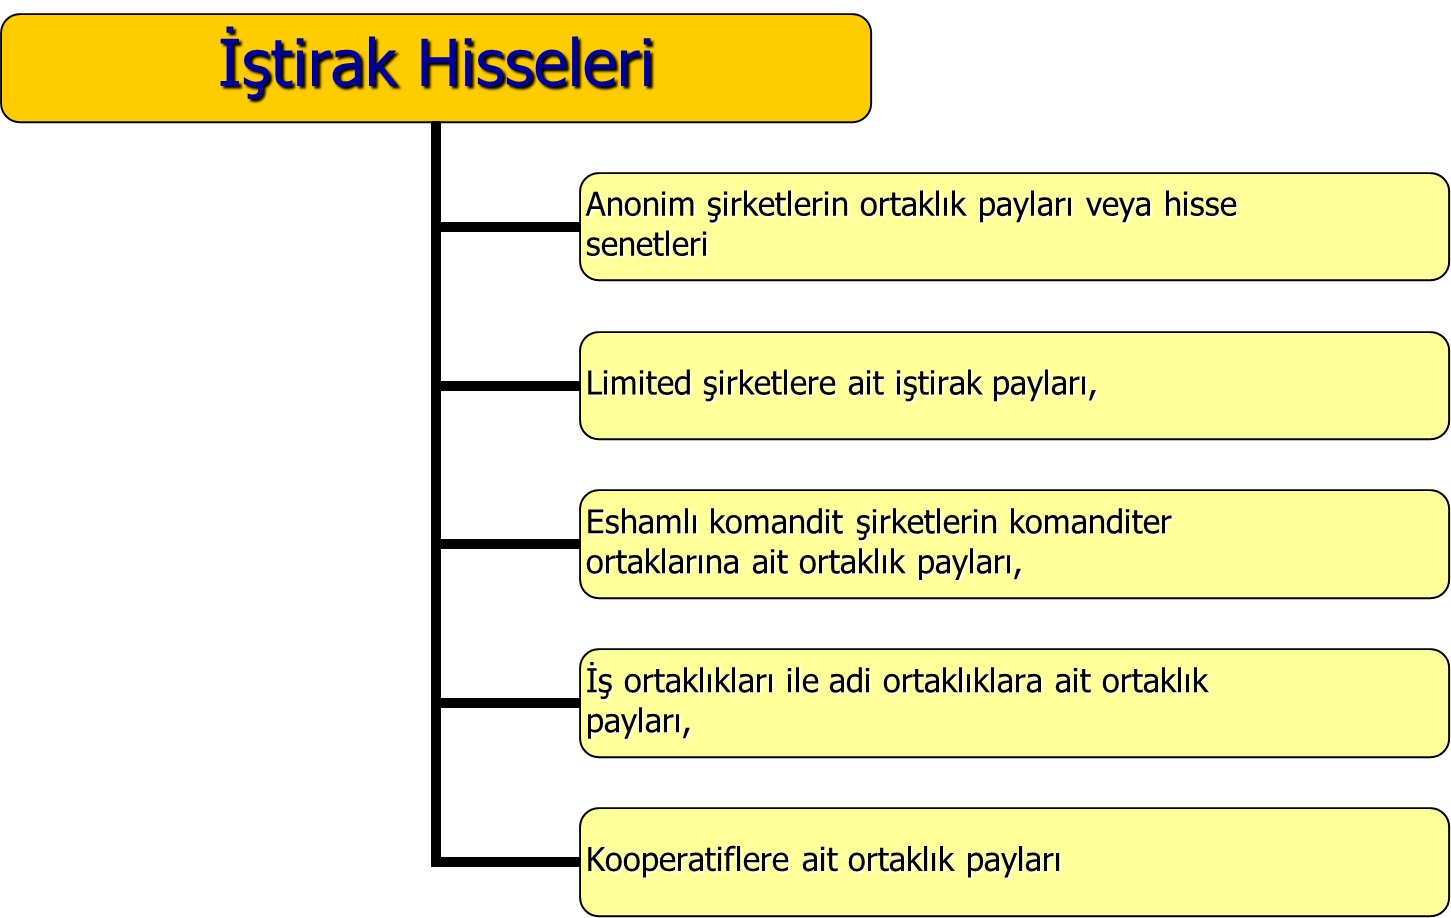 İştirak Hisseleri
Anonim şirketlerin ortaklık payları veya hisse
senetleri
Limited şirketlere ait iştirak payları,
Eshamlı komandit şirketlerin komanditer
ortaklarına ait ortaklık payları,
İş ortaklıkları ile adi ortaklıklara ait ortaklık
payları,
Kooperatiflere ait ortaklık payları